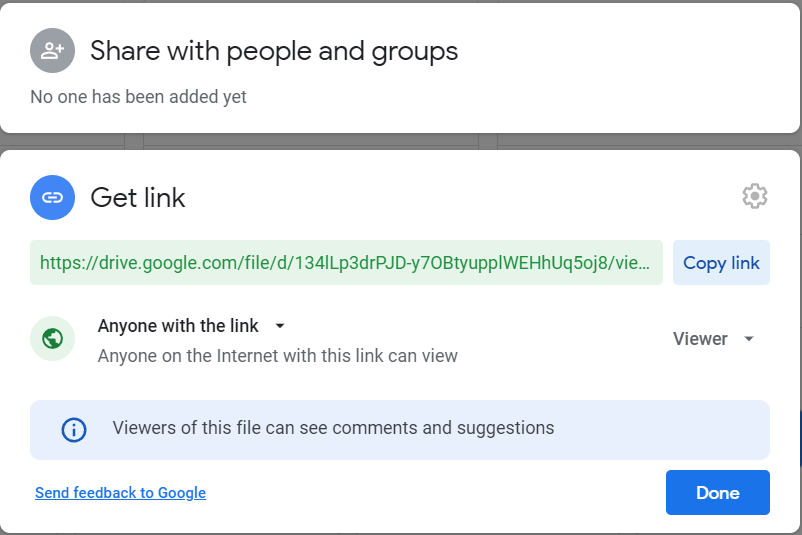 Share with people and groups
No one has been added yet
Get link
https://drive.google.com/file/d/134lLp3drPJD-y7OBtyupplWEHhUq5oj8/vie... Copy link
Anyone with the link
Anyone on the Internet with this link can view
Viewer
Viewers of this file can see comments and suggestions
Send feedback to Google
Done